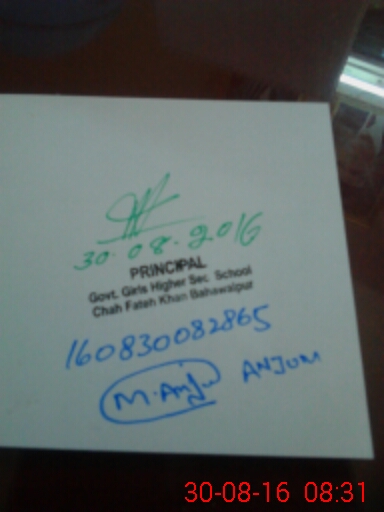 30.08.2016
PRINCIPAL
Govt. Girls Higher Sec. School
Chah Fateh Khan Bahawalpur
160830082865
M.Anju ANJUM
30-08-16 08:31